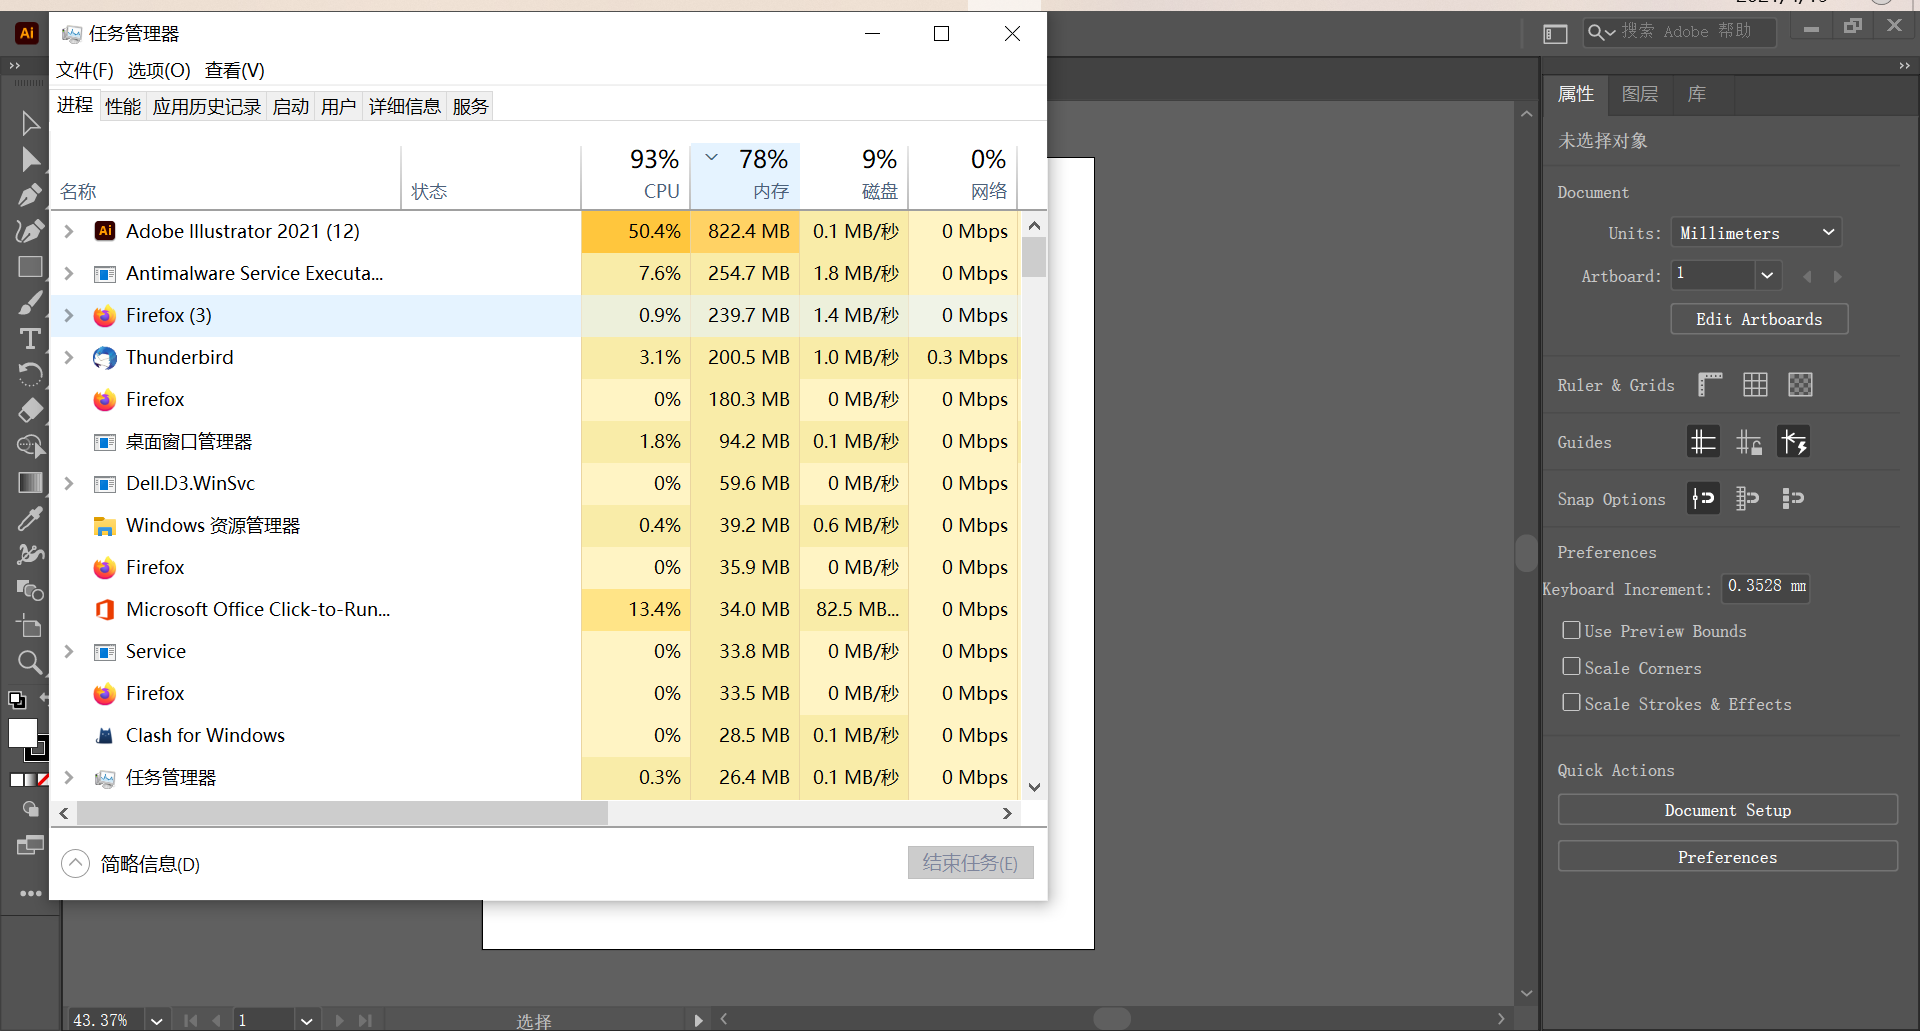 Ai
任务管理器
文件(F) 选项(O) 查看(V)
进程 性能 应用历史记录 启动 用户 详细信息 服务
93% 78% 9% 0%
名称 状态 CPU 内存 磁盘 网络
Adobe Illustrator 2021 (12) 50.4% 822.4 MB 0.1 MB/秒 0 Mbps
Antimalware Service Executa... 7.6% 254.7 MB 1.8 MB/秒 0 Mbps
Firefox (3) 0.9% 239.7 MB 1.4 MB/秒 0 Mbps
Thunderbird 3.1% 200.5 MB 1.0 MB/秒 0.3 Mbps
Firefox 0% 180.3 MB 0 MB/秒 0 Mbps
桌面窗口管理器 1.8% 94.2 MB 0.1 MB/秒 0 Mbps
Dell.D3.WinSvc 0% 59.6 MB 0 MB/秒 0 Mbps
Windows 资源管理器 0.4% 39.2 MB 0.6 MB/秒 0 Mbps
Firefox 0% 35.9 MB 0 MB/秒 0 Mbps
Microsoft Office Click-to-Run... 13.4% 34.0 MB 82.5 MB... 0 Mbps
Service 0% 33.8 MB 0 MB/秒 0 Mbps
Firefox 0% 33.5 MB 0 MB/秒 0 Mbps
Clash for Windows 0% 28.5 MB 0.1 MB/秒 0 Mbps
任务管理器 0.3% 26.4 MB 0.1 MB/秒 0 Mbps
简略信息(D) 结束任务(E)
搜索 Adobe 帮助
属性 图层 库
未选择对象
Document
Units: Millimeters
Artboard: 1
Edit Artboards
Ruler & Grids
Guides
Snap Options
Preferences
Keyboard Increment: 0.3528 mm
Use Preview Bounds
Scale Corners
Scale Strokes & Effects
Quick Actions
Document Setup
Preferences
43.37% 1 选择